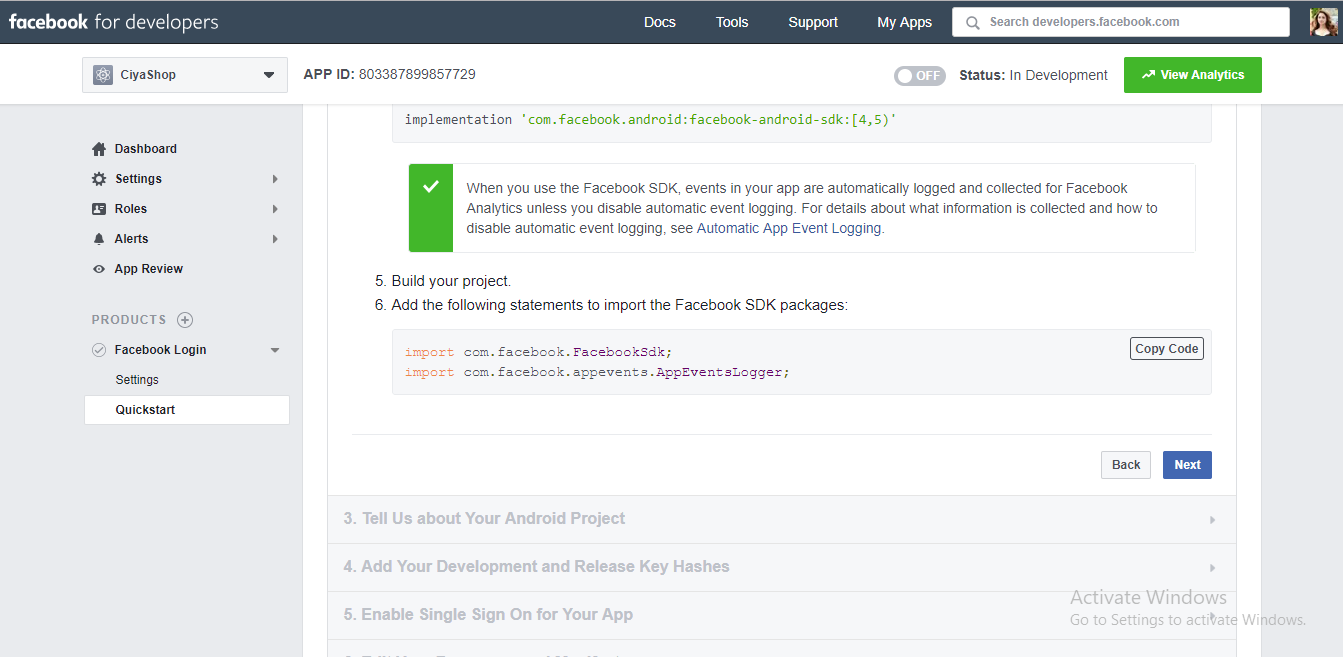 facebook for developers
Docs
Tools
Support
My Apps
Search developers.facebook.com
CiyaShop
APP ID: 803387899857729
OFF
Status: In Development
View Analytics
Dashboard
Settings
Roles
Alerts
App Review
PRODUCTS
Facebook Login
Settings
Quickstart
implementation 'com.facebook.android:facebook-android-sdk:[4,5)'
When you use the Facebook SDK, events in your app are automatically logged and collected for Facebook
Analytics unless you disable automatic event logging. For details about what information is collected and how to
disable automatic event logging, see Automatic App Event Logging.
5. Build your project.
6. Add the following statements to import the Facebook SDK packages:
Copy Code
import com.facebook.FacebookSdk;
import com.facebook.appevents.AppEventsLogger;
Back
Next
3. Tell Us about Your Android Project
4. Add Your Development and Release Key Hashes
5. Enable Single Sign On for Your App
Activate Windows
Go to Settings to activate Windows.